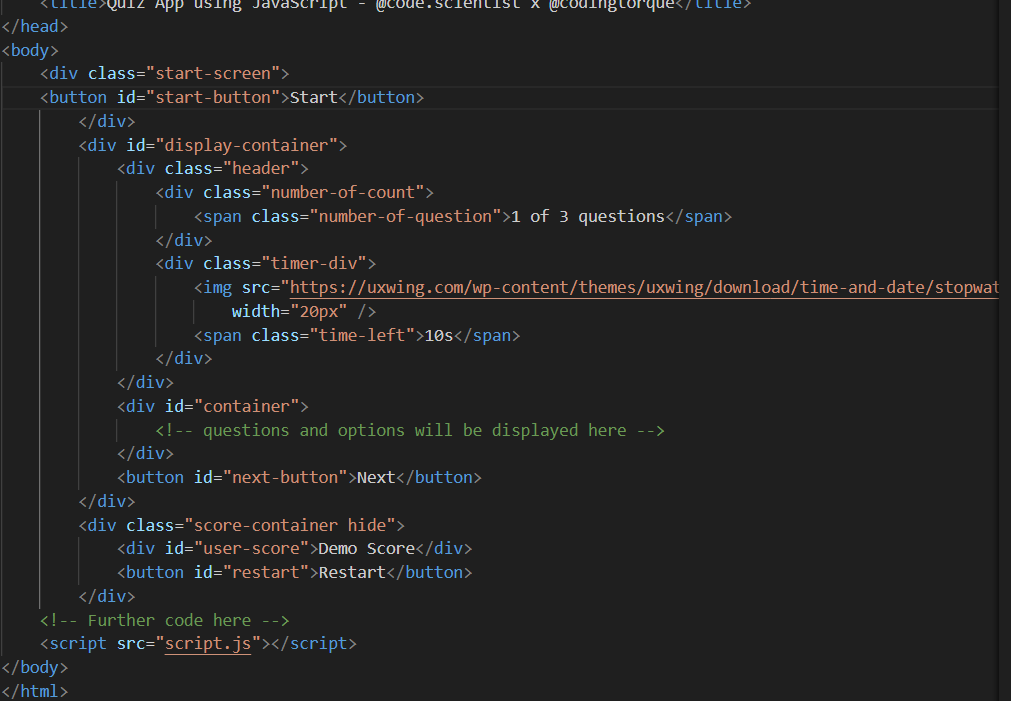 <title>Quiz App using JavaScript - @code.scientist x @codingtorque</title>
</head>
<body>
    <div class="start-screen">
    <button id="start-button">Start</button>
        </div>
        <div id="display-container">
            <div class="header">
                <div class="number-of-count">
                    <span class="number-of-question">1 of 3 questions</span>
                </div>
                <div class="timer-div">
                    <img src="https://uxwing.com/wp-content/themes/uxwing/download/time-and-date/stopwat
                        width="20px" />
                    <span class="time-left">10s</span>
                </div>
            </div>
            <div id="container">
                <!-- questions and options will be displayed here -->
            </div>
            <button id="next-button">Next</button>
        </div>
        <div class="score-container hide">
            <div id="user-score">Demo Score</div>
            <button id="restart">Restart</button>
        </div>
    <!-- Further code here -->
    <script src="script.js"></script>
</body>
</html>